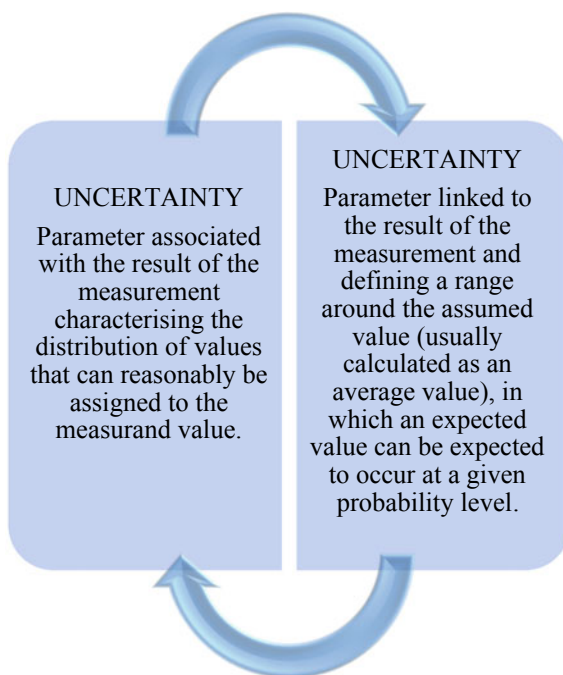 UNCERTAINTY
Parameter associated
with the result of the
measurement
characterising the
distribution of values
that can reasonably be
assigned to the
measurand value.
UNCERTAINTY
Parameter linked to
the result of the
measurement and
defining a range
around the assumed
value (usually
calculated as an
average value), in
which an expected
value can be expected
to occur at a given
probability level.